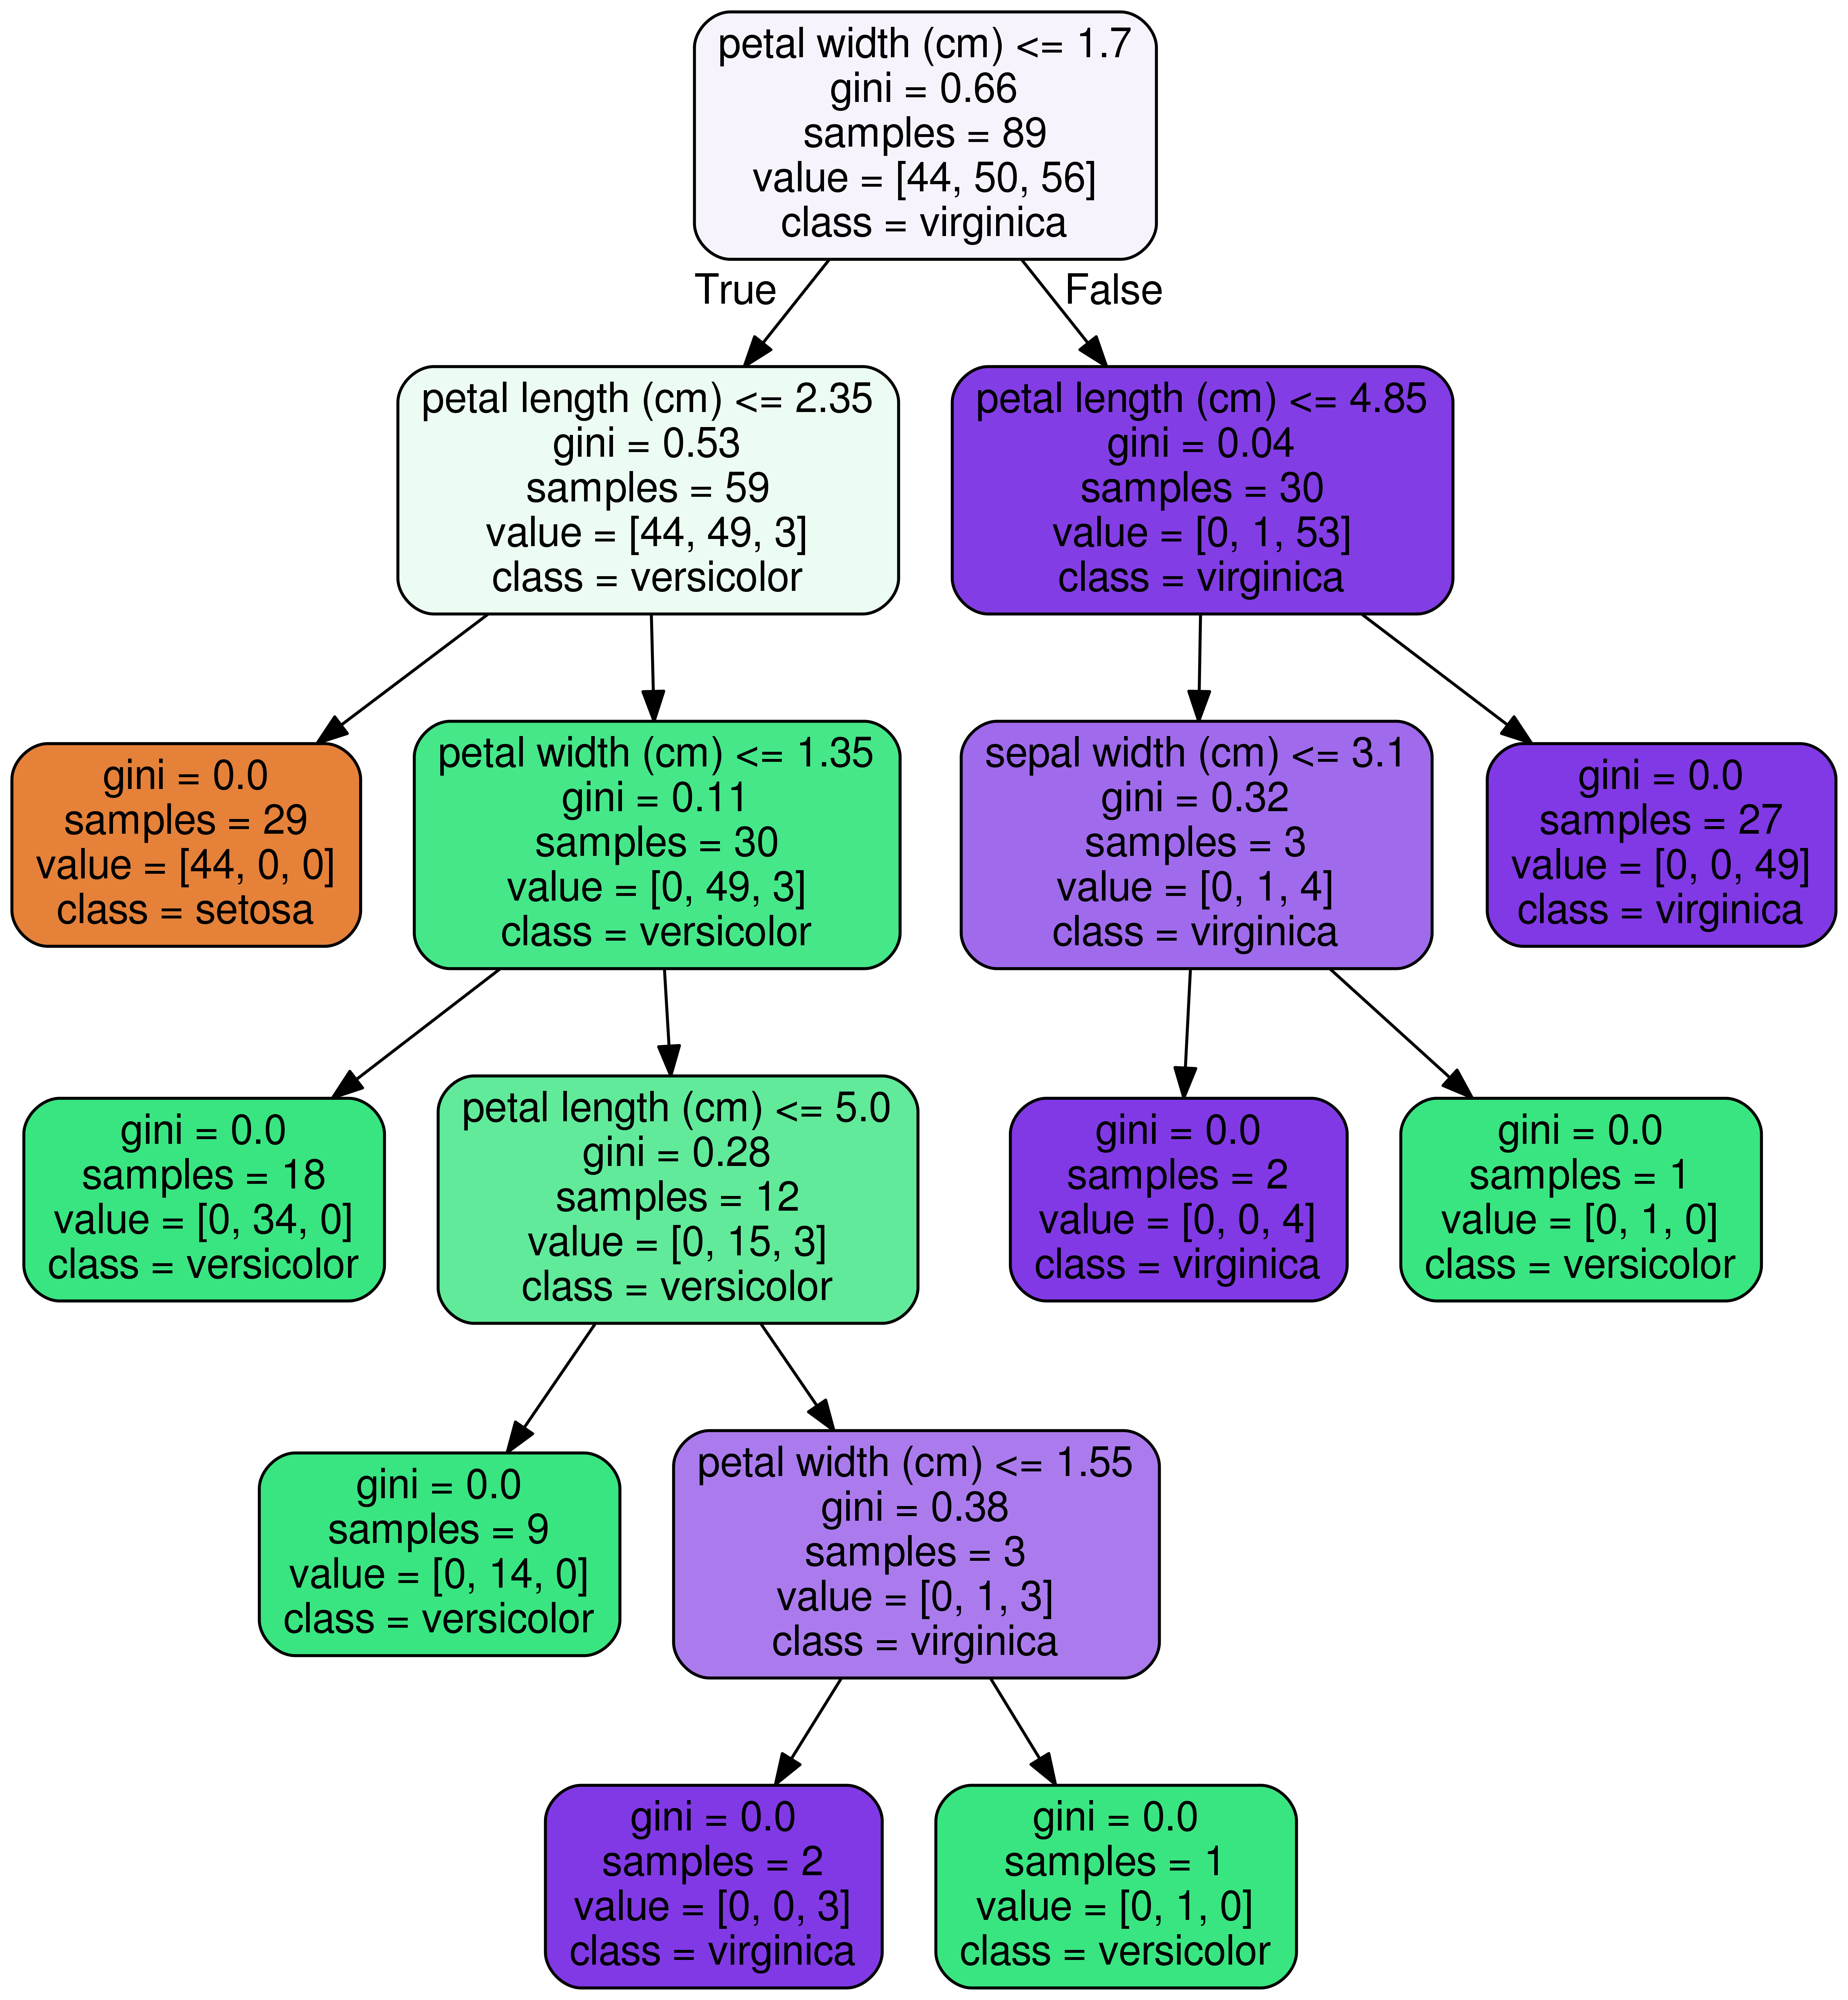 petal width (cm) <= 1.7
gini = 0.66
samples = 89
value = [44, 50, 56]
class = virginica
True
False
petal length (cm) <= 2.35
gini = 0.53
samples = 59
value = [44, 49, 3]
class = versicolor
petal length (cm) <= 4.85
gini = 0.04
samples = 30
value = [0, 1, 53]
class = virginica
gini = 0.0
samples = 29
value = [44, 0, 0]
class = setosa
petal width (cm) <= 1.35
gini = 0.11
samples = 30
value = [0, 49, 3]
class = versicolor
sepal width (cm) <= 3.1
gini = 0.32
samples = 3
value = [0, 1, 4]
class = virginica
gini = 0.0
samples = 27
value = [0, 0, 49]
class = virginica
gini = 0.0
samples = 18
value = [0, 34, 0]
class = versicolor
petal length (cm) <= 5.0
gini = 0.28
samples = 12
value = [0, 15, 3]
class = versicolor
gini = 0.0
samples = 2
value = [0, 0, 4]
class = virginica
gini = 0.0
samples = 1
value = [0, 1, 0]
class = versicolor
gini = 0.0
samples = 9
value = [0, 14, 0]
class = versicolor
petal width (cm) <= 1.55
gini = 0.38
samples = 3
value = [0, 1, 3]
class = virginica
gini = 0.0
samples = 2
value = [0, 0, 3]
class = virginica
gini = 0.0
samples = 1
value = [0, 1, 0]
class = versicolor